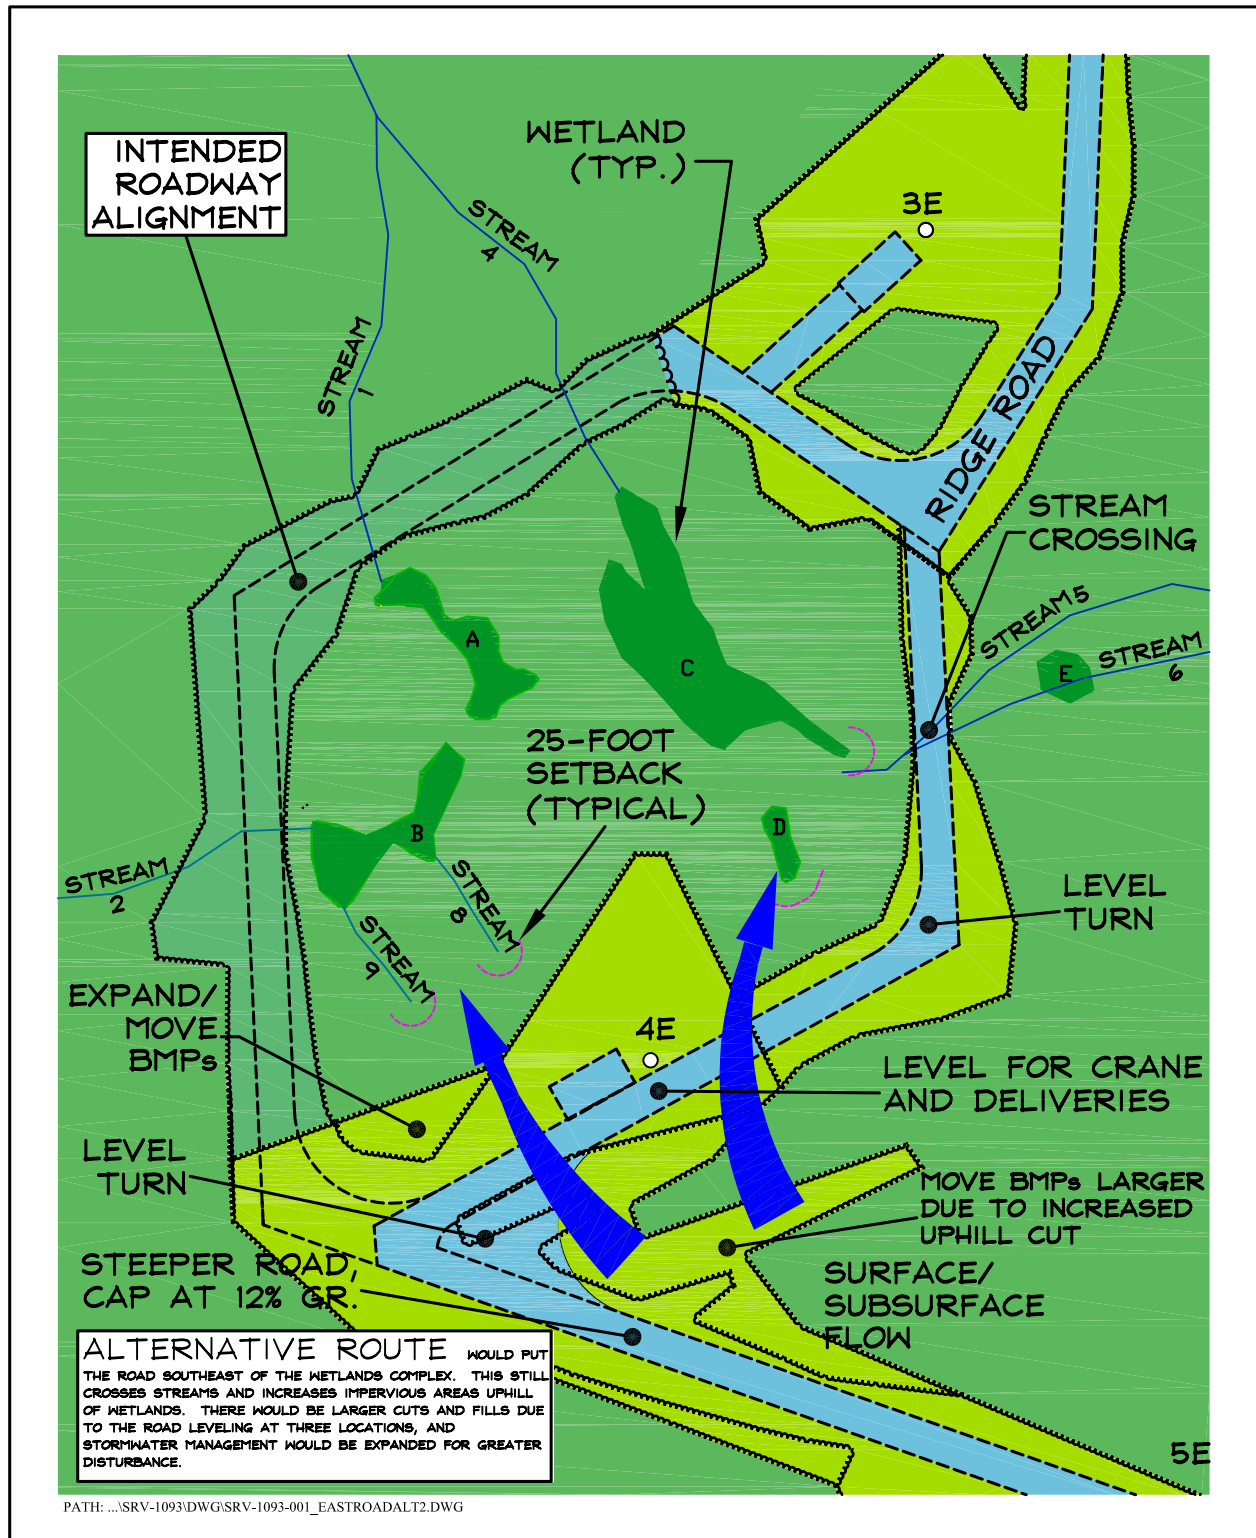 INTENDED
ROADWAY
ALIGNMENT
WETLAND
(TYP.)
3E
STREAM
4
STREAM
1
RIDGE ROAD
STREAM
CROSSING
STREAM 5
STREAM
6
E
A
C
25-FOOT
SETBACK
(TYPICAL)
B
D
STREAM
2
STREAM
8
STREAM
9
LEVEL
TURN
EXPAND/
MOVE
BMPs
4E
LEVEL FOR CRANE
AND DELIVERIES
LEVEL
TURN
MOVE BMPs LARGER
DUE TO INCREASED
UPHILL CUT
STEEPER ROAD,
CAP AT 12% GR.
SURFACE/
SUBSURFACE
FLOW
ALTERNATIVE ROUTE WOULD PUT
THE ROAD SOUTHEAST OF THE WETLANDS COMPLEX. THIS STILL
CROSSES STREAMS AND INCREASES IMPERVIOUS AREAS UPHILL
OF WETLANDS. THERE WOULD BE LARGER CUTS AND FILLS DUE
TO THE ROAD LEVELING AT THREE LOCATIONS, AND
STORMWATER MANAGEMENT WOULD BE EXPANDED FOR GREATER
DISTURBANCE.
5E
PATH: ...\SRV-1093\DWG\SRV-1093-001_EASTROADALT2.DWG